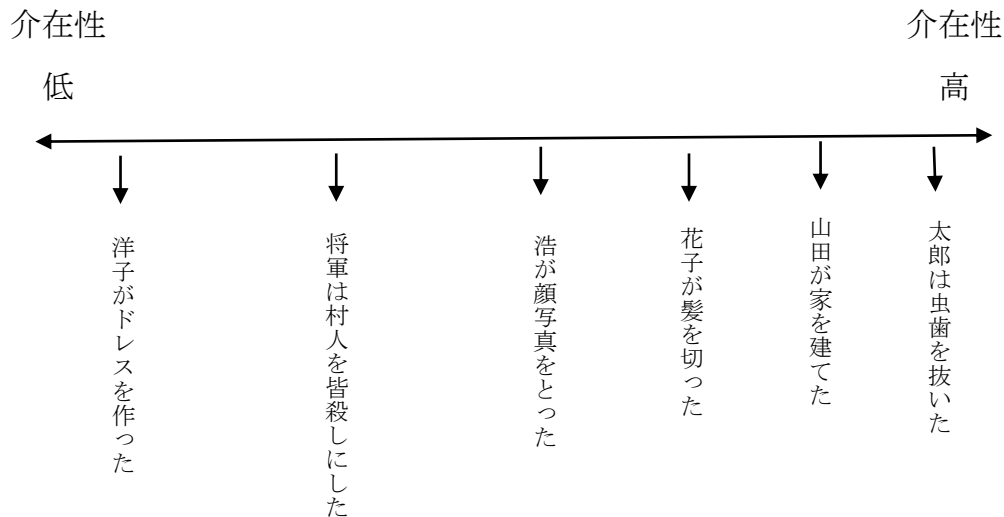 介在性 介在性
低 高
洋子がドレスを作った
将軍は村人を皆殺しにした
浩が顔写真をとった
花子が髪を切った
山田が家を建てた
太郎は虫歯を抜いた